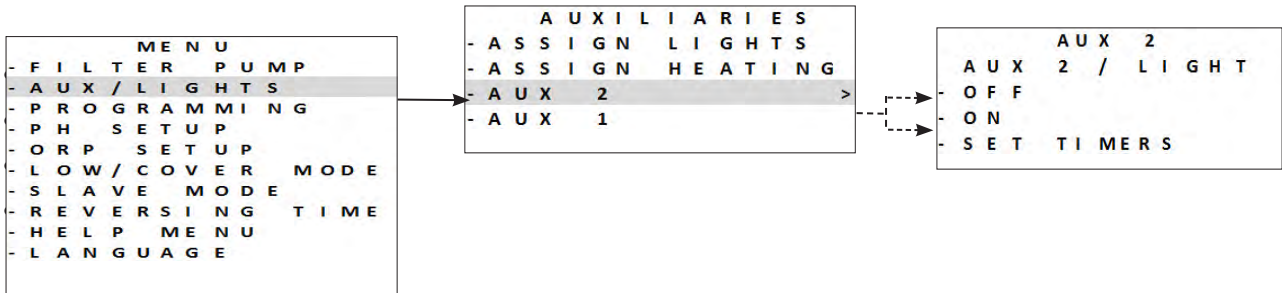 MENU
- FILTER PUMP
- AUX/LIGHTS
- PROGRAMMING
- PH SETUP
- ORP SETUP
- LOW/COVER MODE
- SLAVE MODE
- REVERSING TIME
- HELP MENU
- LANGUAGE
AUXILIARIES
- ASSIGN LIGHTS
- ASSIGN HEATING
- AUX 2 >
- AUX 1
AUX 2
AUX 2 / LIGHT
- OFF
- ON
- SET TIMERS